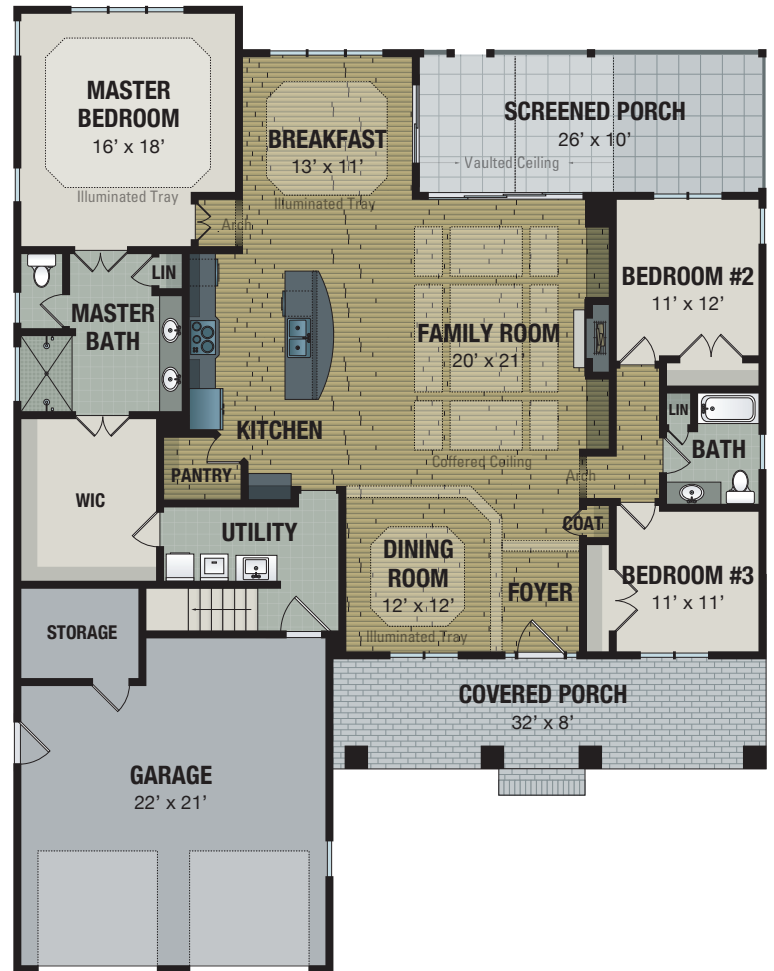 MASTER
BEDROOM
16’ x 18’
Illuminated Tray
BREAKFAST
13’ x 11’
Illuminated Tray
SCREENED PORCH
26’ x 10’
- Vaulted Ceiling -
Arch
LIN
MASTER
BATH
BEDROOM #2
11’ x 12’
FAMILY ROOM
20’ x 21’
Coffered Ceiling
KITCHEN
PANTRY
LIN
BATH
Arch
WIC
UTILITY
COAT
DINING
ROOM
12’ x 12’
Illuminated Tray
FOYER
BEDROOM #3
11’ x 11’
STORAGE
COVERED PORCH
32’ x 8’
GARAGE
22’ x 21’